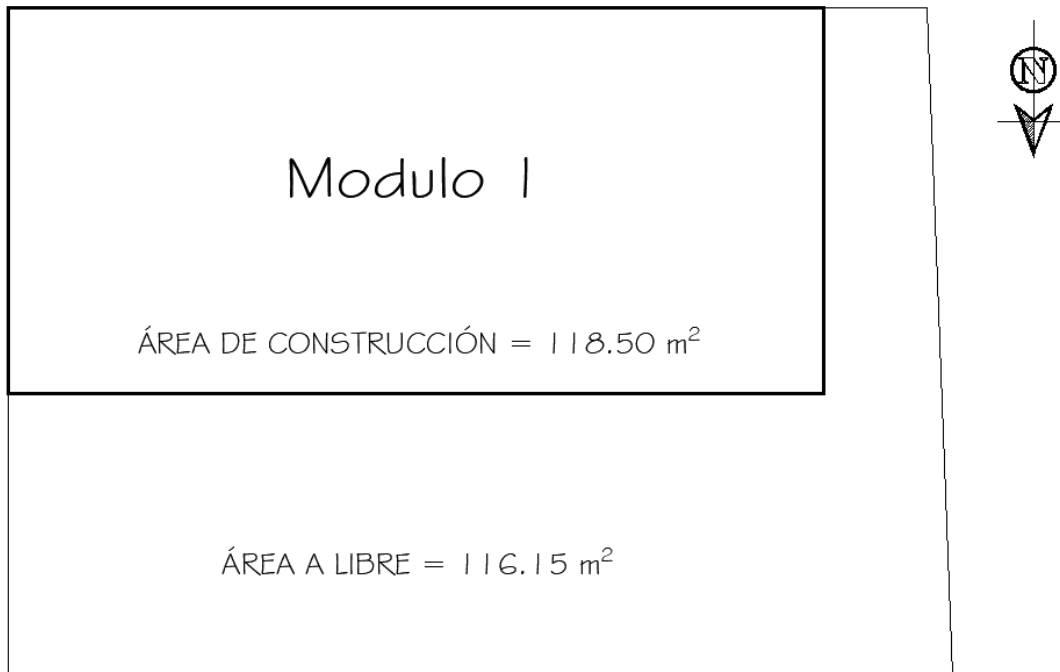 Modulo 1
N
ÁREA DE CONSTRUCCIÓN = 118.50 m²
ÁREA A LIBRE = 116.15 m²